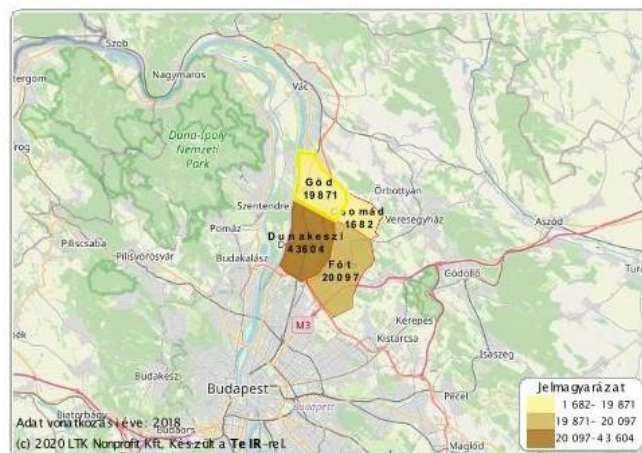 Szob
Nagymaros
Vác
Duna-Ipoly
Nemzeti
Park
Göd
19871
Őrbottyán
Szentendre
Csomád
1682
Veresegyház
Aszód
Pomáz
Dunakeszi
43604
Piliscsaba
Pilisvörösvár
Budakalász
Fót
20097
Gödöllő
M3
Kerepes
Kistarcsa
Isaszeg
Budakeszi
Budapest
Pécel
Biatorbágy
Budaörs
Maglód
Adat vonatkozási éve: 2018
(c) 2020 LTK Nonprofit Kft, Készült a TeIR-rel.
Jelmagyarázat
1 682- 19 871
19 871- 20 097
20 097-43 604